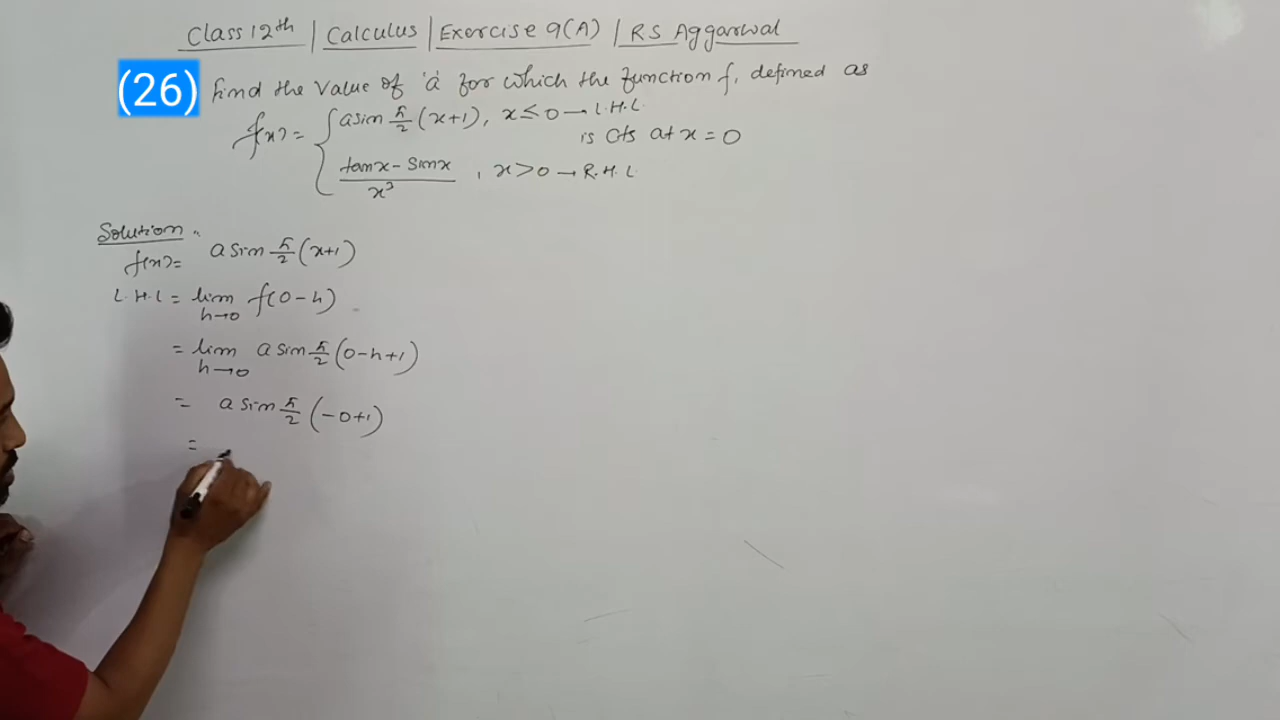 Class 12th | Calculus | Exercise 9(A) | RS Aggarwal
(26) Find the value of 'a' for which the function f, defined as
f(x) = { a sin π/2 (x+1), x ≤ 0 → L.H.L.
is cts at x = 0
tanx - sinx / x³ , x > 0 → R.H.L.
Solution:
f(x) = a sin π/2 (x+1)
L.H.L = lim h→0 f(0-h)
= lim h→0 a sin π/2 (0-h+1)
= a sin π/2 (-0+1)
=